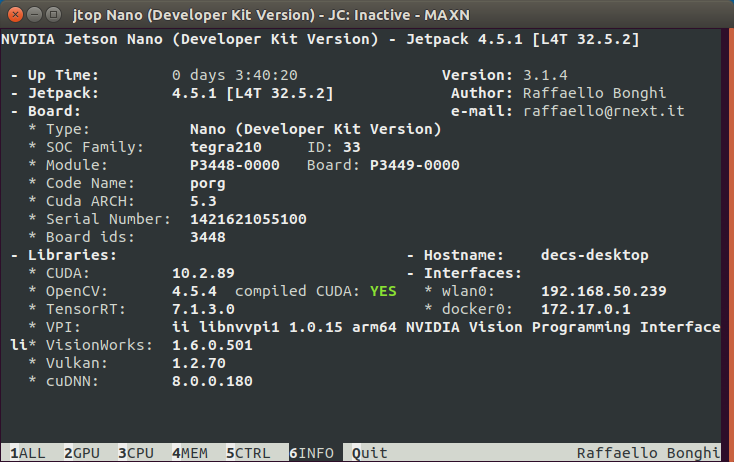 jtop Nano (Developer Kit Version) - JC: Inactive - MAXN
NVIDIA Jetson Nano (Developer Kit Version) - Jetpack 4.5.1 [L4T 32.5.2]
- Up Time: 0 days 3:40:20 Version: 3.1.4
- Jetpack: 4.5.1 [L4T 32.5.2] Author: Raffaello Bonghi
- Board: e-mail: raffaello@rnext.it
* Type: Nano (Developer Kit Version)
* SOC Family: tegra210 ID: 33
* Module: P3448-0000 Board: P3449-0000
* Code Name: porg
* Cuda ARCH: 5.3
* Serial Number: 1421621055100
* Board ids: 3448
- Libraries: - Hostname: decs-desktop
* CUDA: 10.2.89 - Interfaces:
* OpenCV: 4.5.4 compiled CUDA: YES * wlan0: 192.168.50.239
* TensorRT: 7.1.3.0 * docker0: 172.17.0.1
* VPI: ii libnvvpi1 1.0.15 arm64 NVIDIA Vision Programming Interface
li* VisionWorks: 1.6.0.501
* Vulkan: 1.2.70
* cuDNN: 8.0.0.180
1ALL 2GPU 3CPU 4MEM 5CTRL 6INFO Quit Raffaello Bonghi